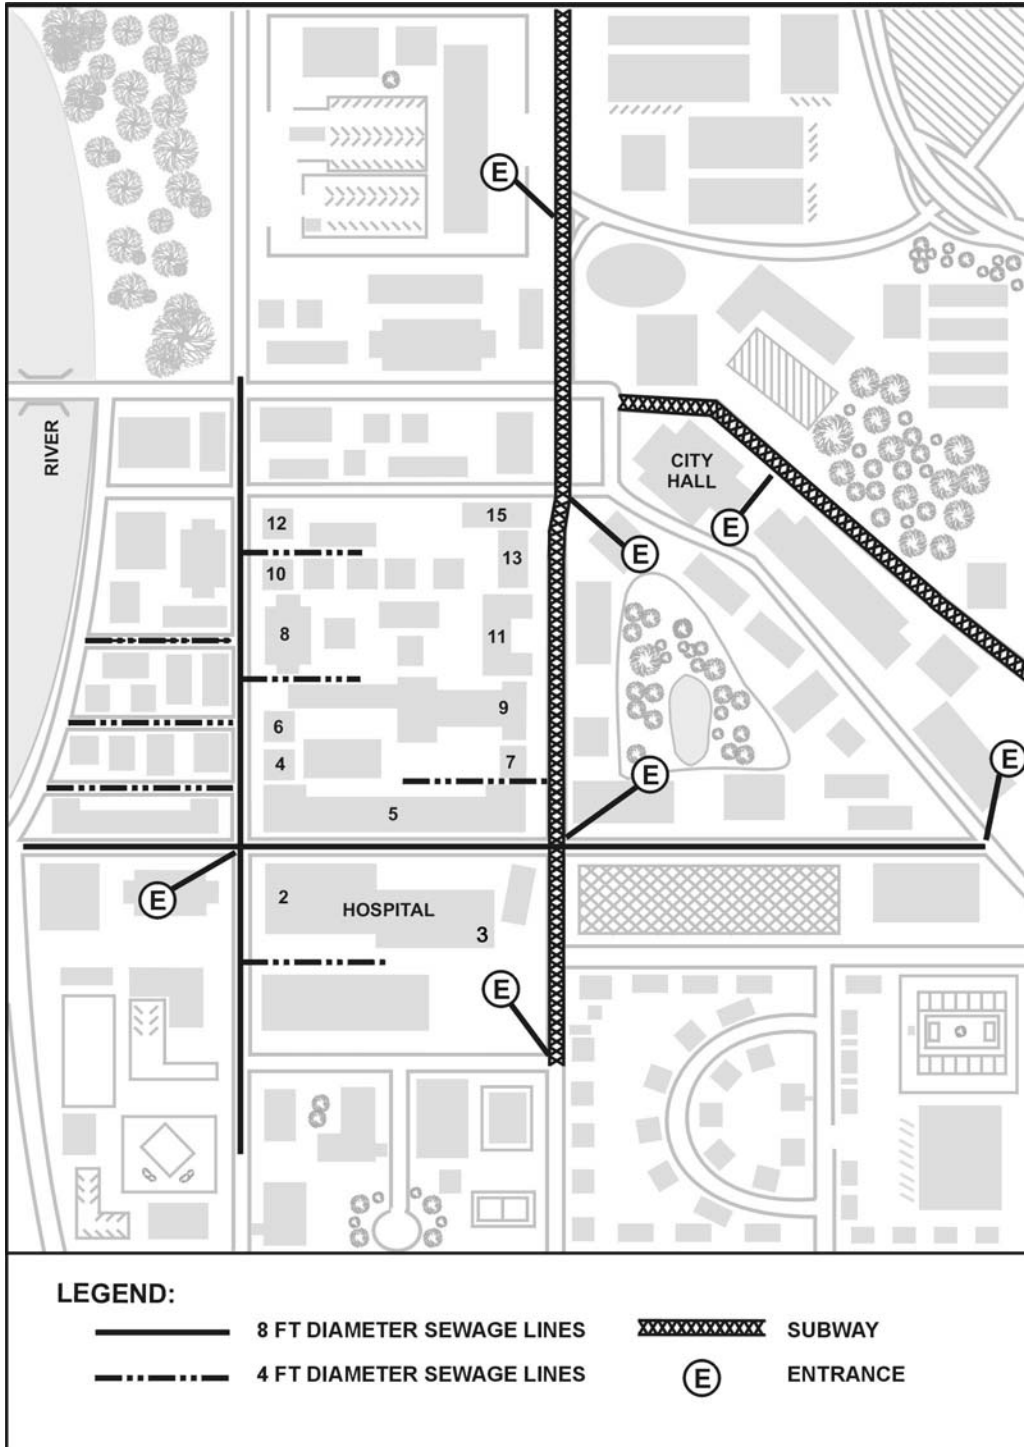 E
RIVER
CITY
HALL
E
12
15
E
10
13
8
11
9
6
4
7
E
E
5
E
2
HOSPITAL
3
E
LEGEND:
8 FT DIAMETER SEWAGE LINES
SUBWAY
4 FT DIAMETER SEWAGE LINES
E
ENTRANCE